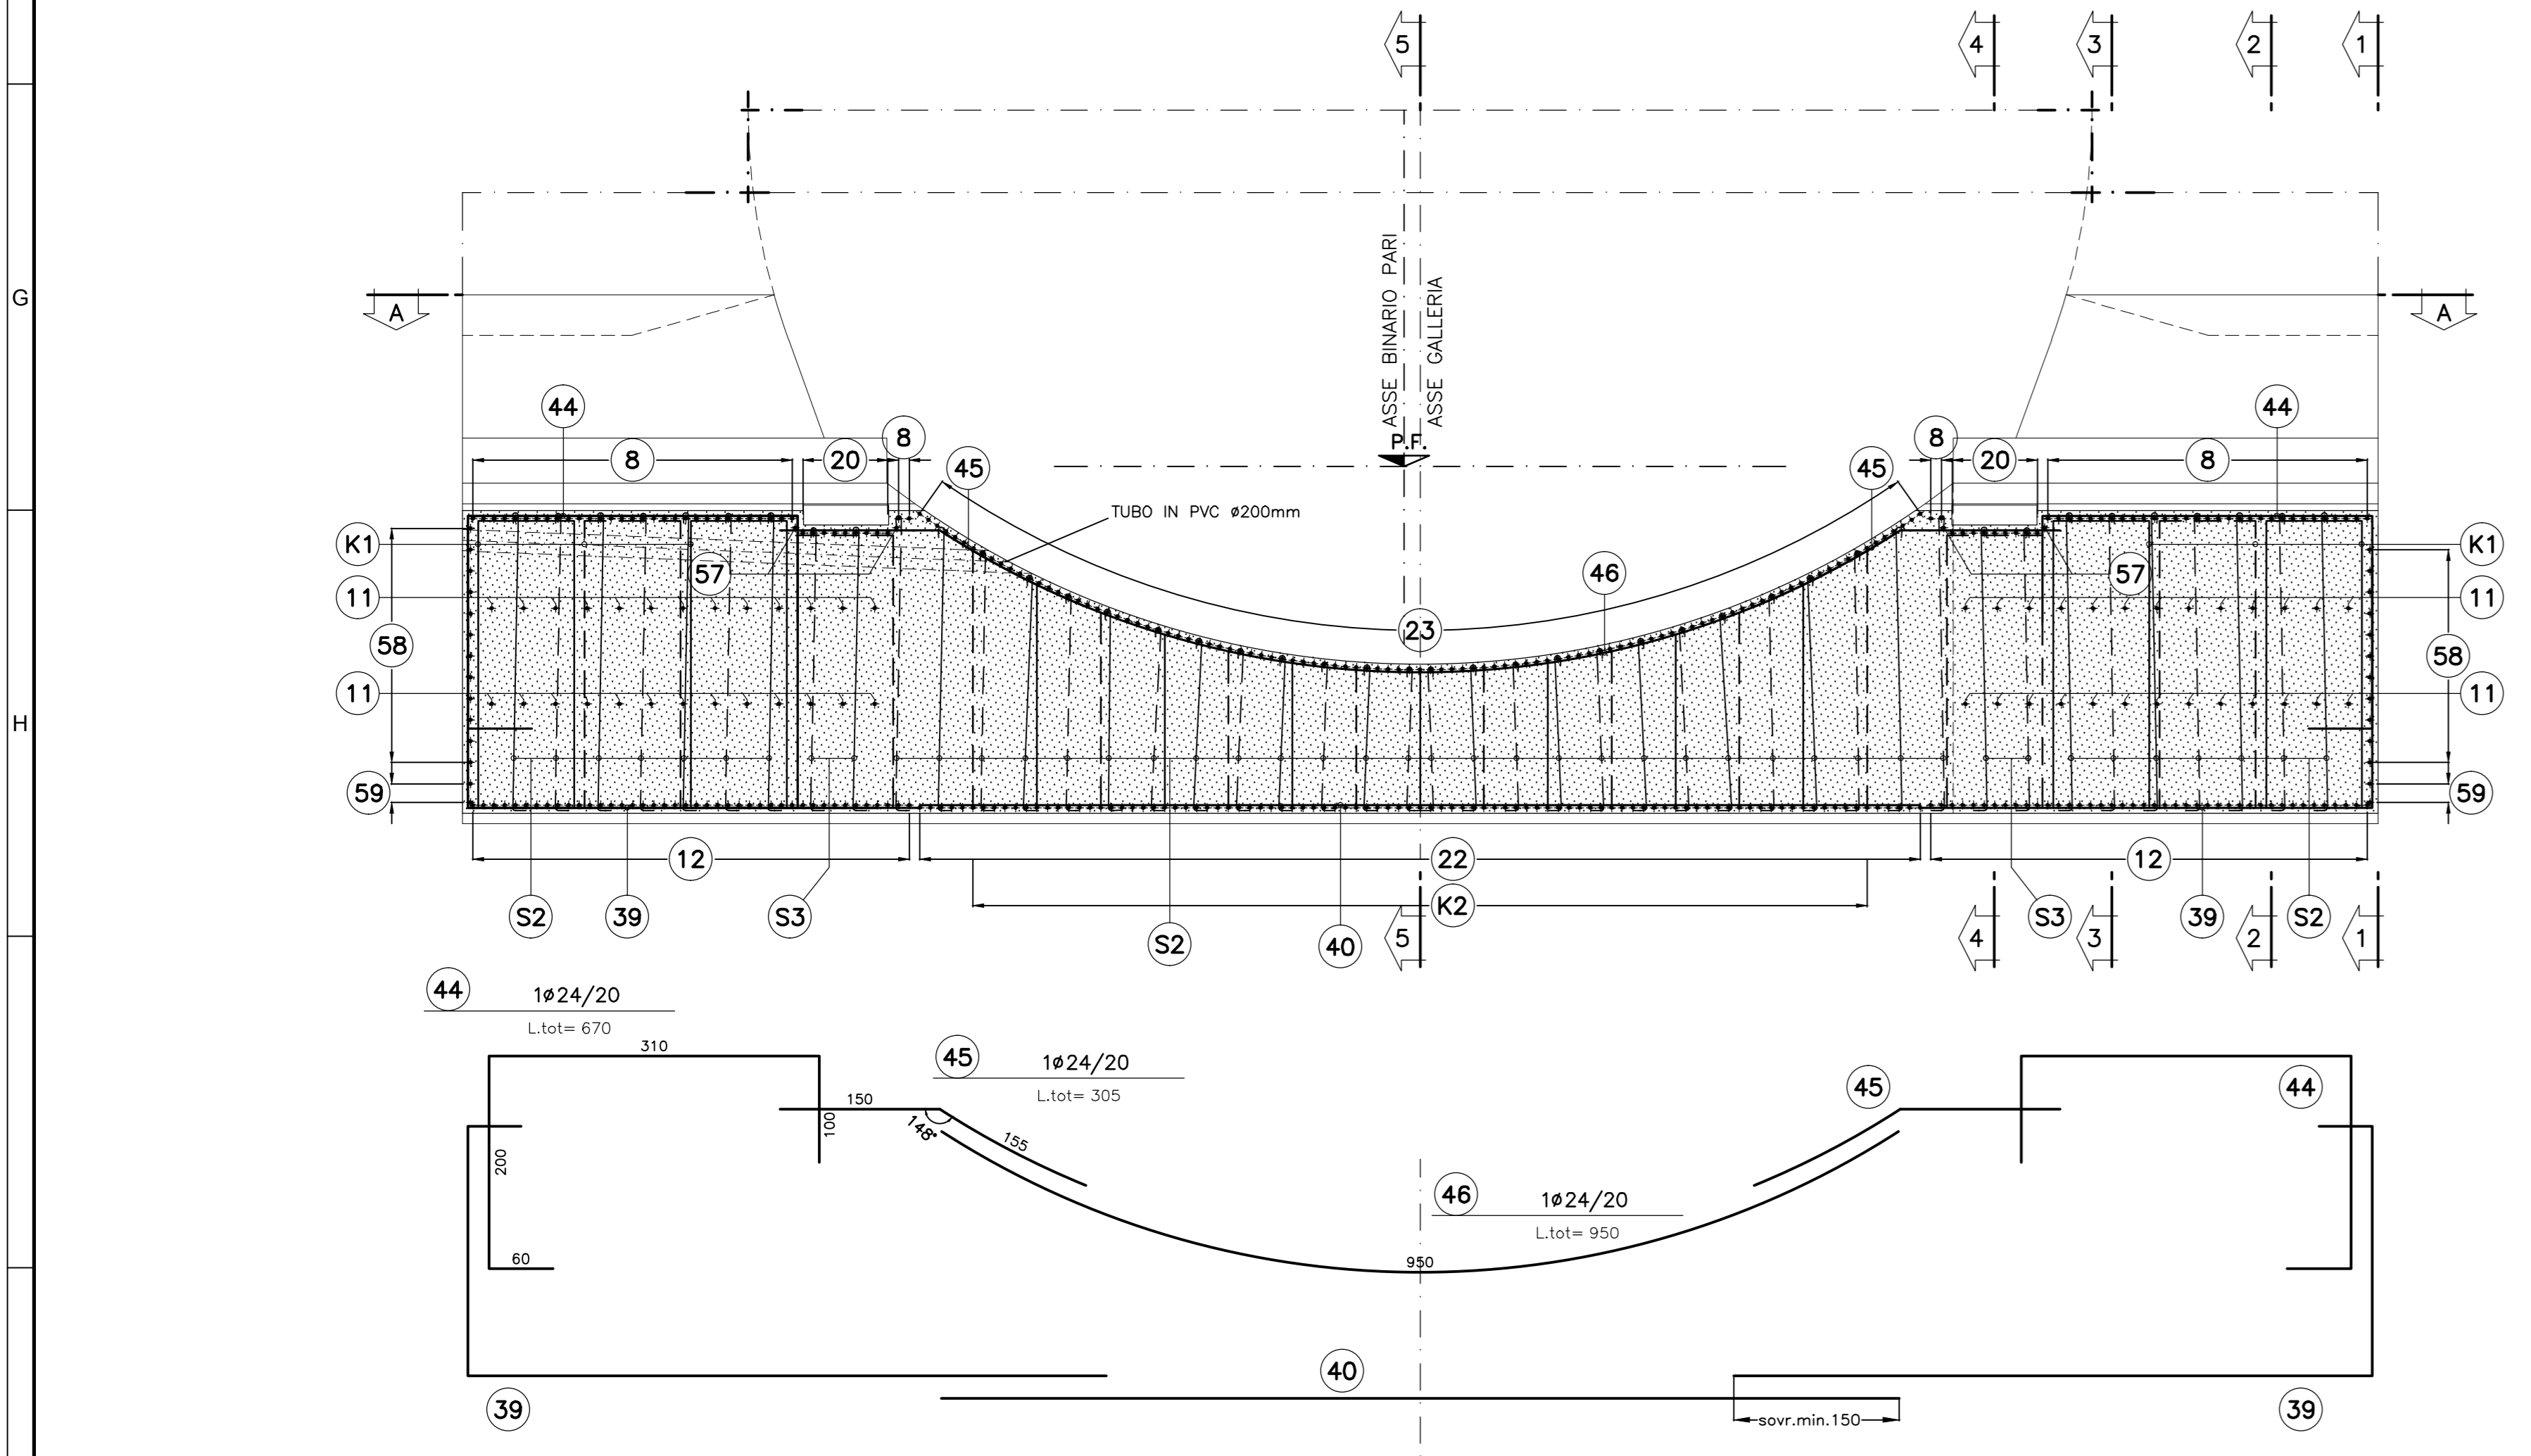 5
4
3
2
1
G
A
ASSE BINARIO PARI
ASSE GALLERIA
A
44
44
8
20
8
45
P.F.
45
8
20
8
TUBO IN PVC ø200mm
K1
57
46
57
K1
11
11
58
23
58
11
11
H
59
59
12
22
12
S2
39
S3
K2
S3
39
S2
S2
40
5
4
3
2
1
44
1ø24/20
L.tot= 670
310
45
1ø24/20
L.tot= 305
150
100
148°
155
200
60
45
44
46
1ø24/20
L.tot= 950
950
40
39
sovr.min.150
39